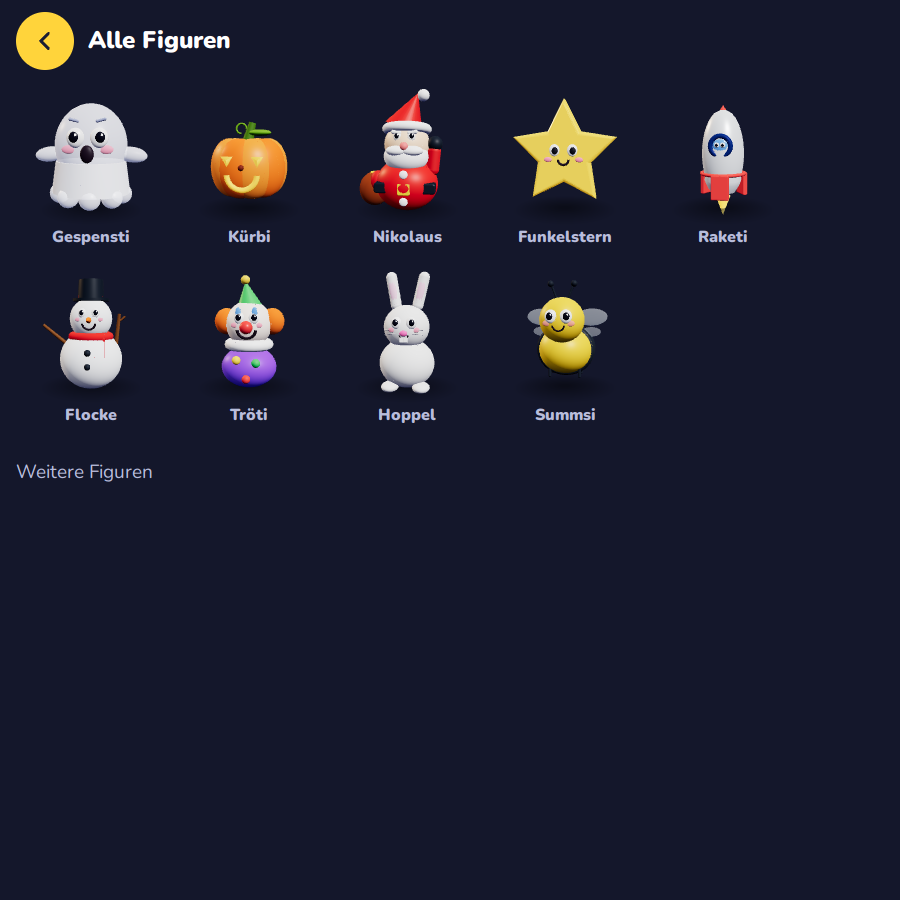 Alle Figuren
Gespensti
Kürbi
Nikolaus
Funkelstern
Raketi
Flocke
Tröti
Hoppel
Summsi
Weitere Figuren